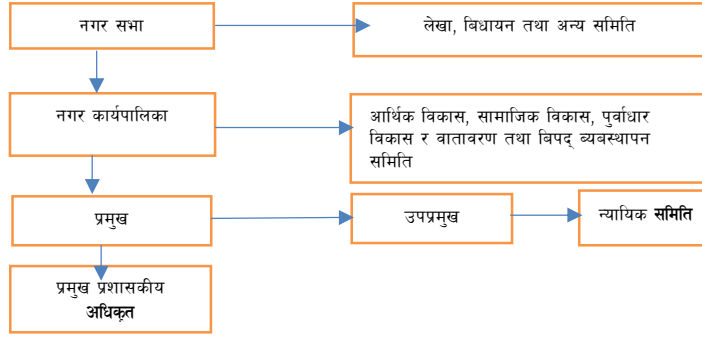 नगर सभा
लेखा, बिधायन तथा अन्य समिति
नगर कार्यपालिका
आर्थिक विकास, सामाजिक विकास, पुर्वाधार
विकास र वातावरण तथा बिपद् ब्यबस्थापन
समिति
प्रमुख
उपप्रमुख
न्यायिक समिति
प्रमुख प्रशासकीय
अधिकृत